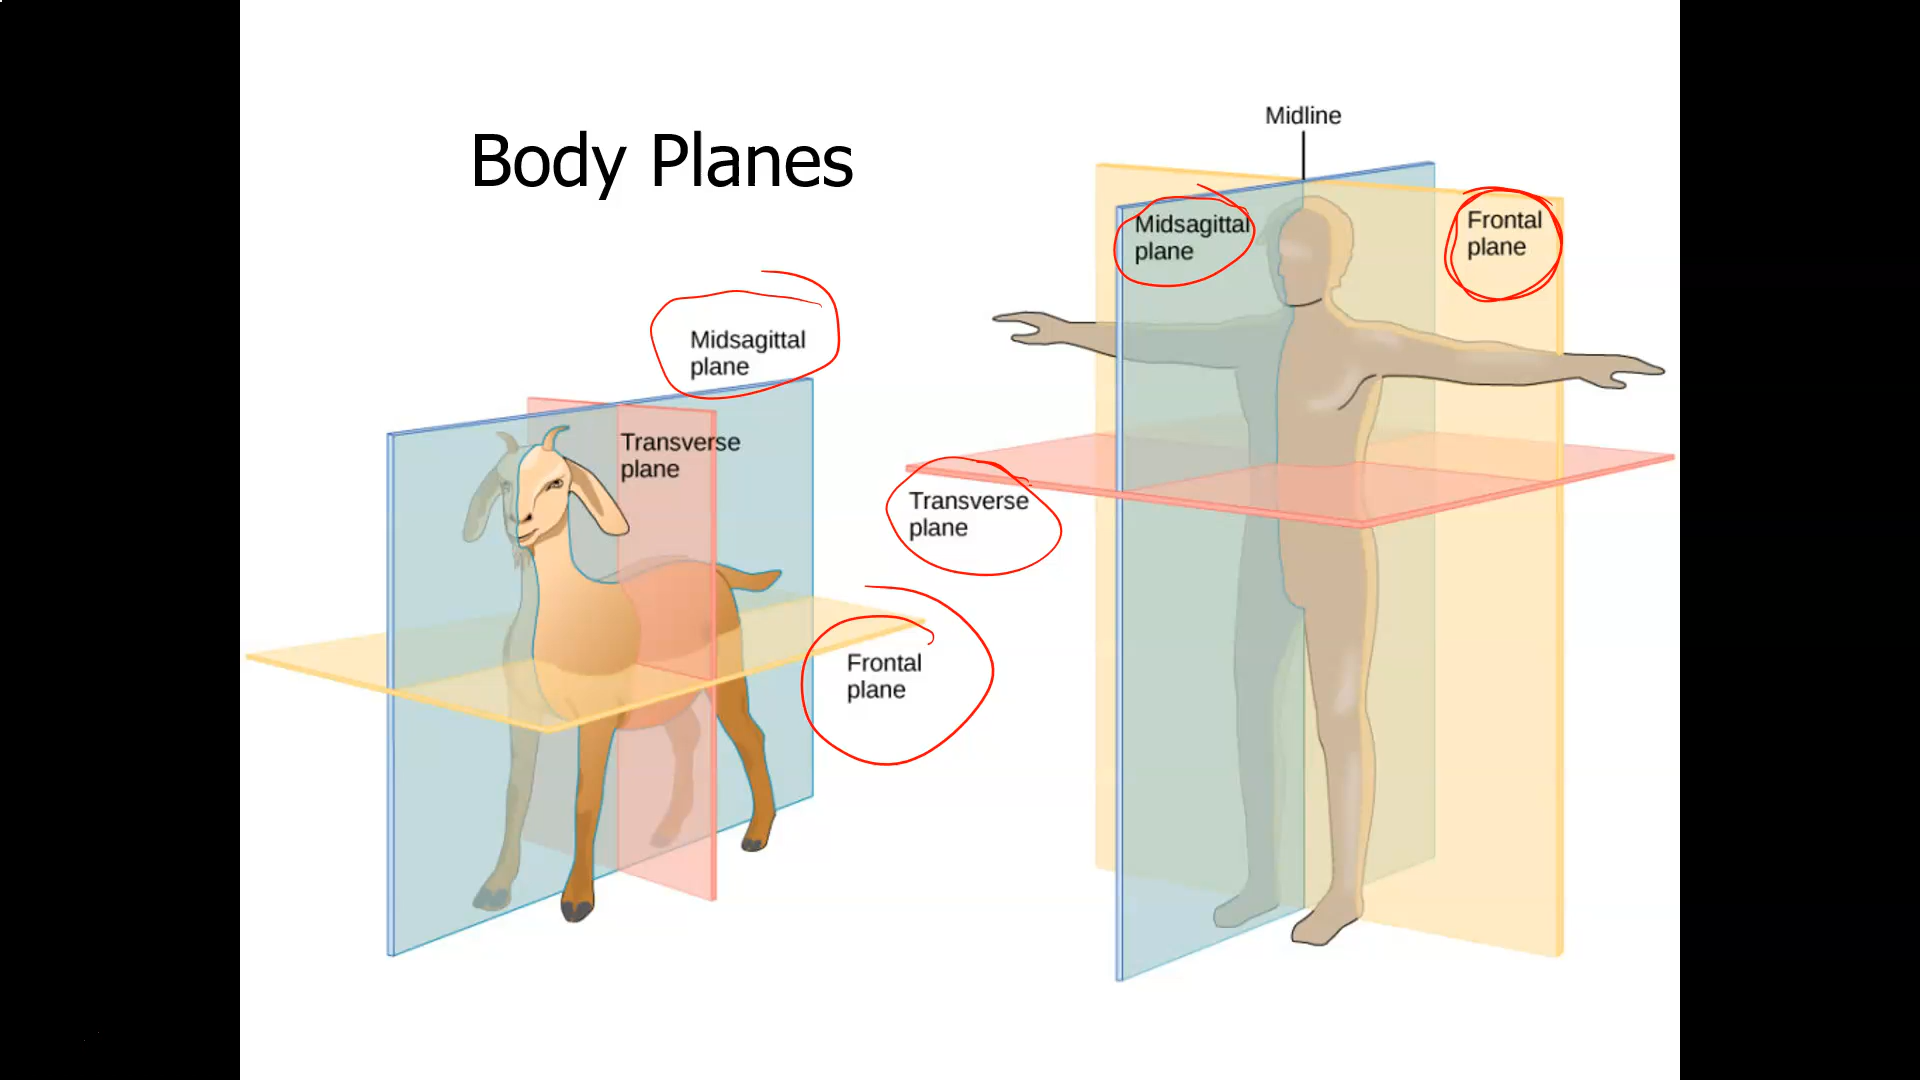 Body Planes
Midsagittal
plane
Transverse
plane
Frontal
plane
Midline
Midsagittal
plane
Frontal
plane
Transverse
plane